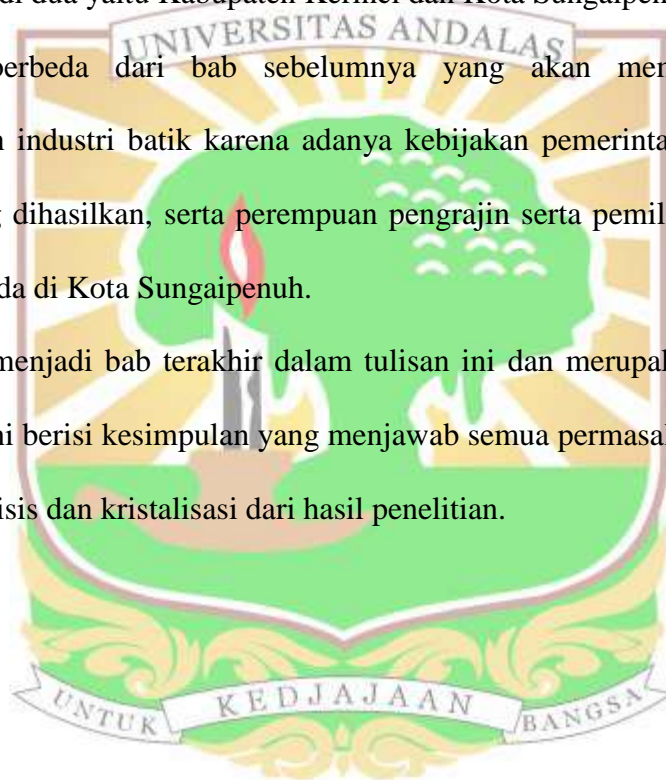 di dua yaitu Kabupaten Kerinci dan Kota Sungaipen
UNIVERSITAS ANDALAS
berbeda dari bab sebelumnya yang akan men
industri batik karena adanya kebijakan pemerinta
dihasilkan, serta perempuan pengrajin serta pemil
da di Kota Sungaipenuh.
menjadi bab terakhir dalam tulisan ini dan merupak
ni berisi kesimpulan yang menjawab semua permasal
isis dan kristalisasi dari hasil penelitian.
UNTUK KEDJAJAAN BANGSA